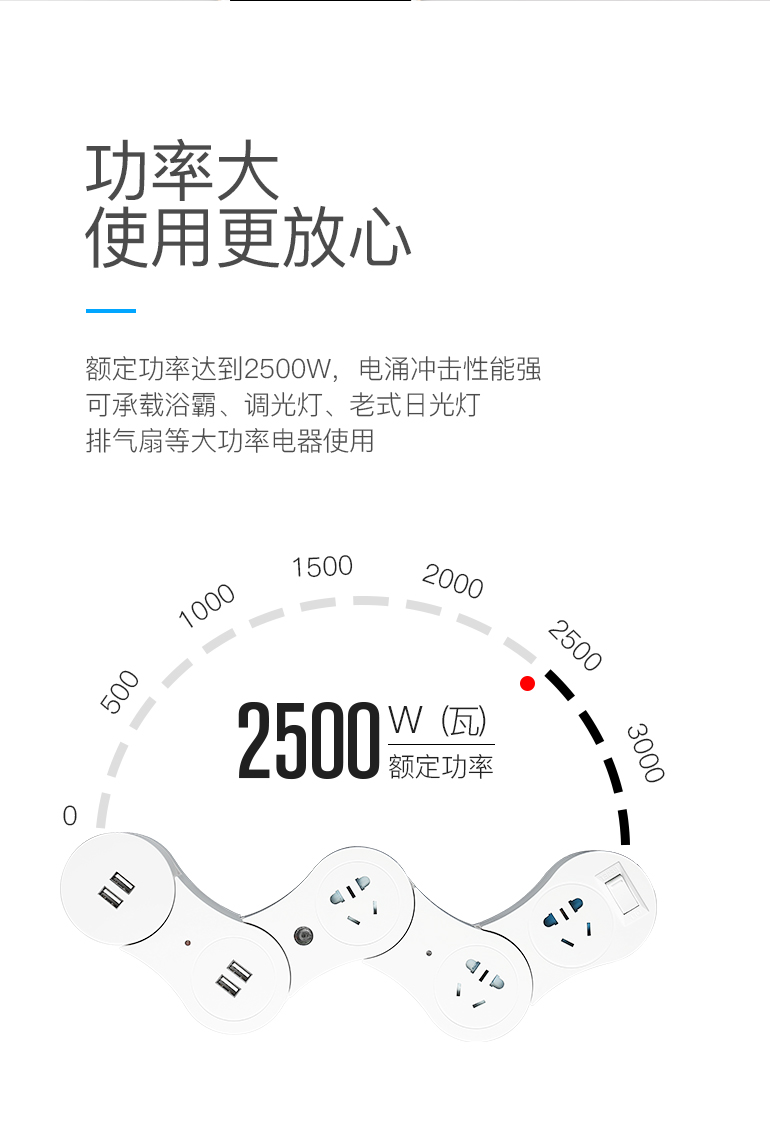 功率大
使用更放心
额定功率达到2500W，电涌冲击性能强
可承载浴霸、调光灯、老式日光灯
排气扇等大功率电器使用
0
500
1000
1500
2000
2500
3000
2500W（瓦）
额定功率